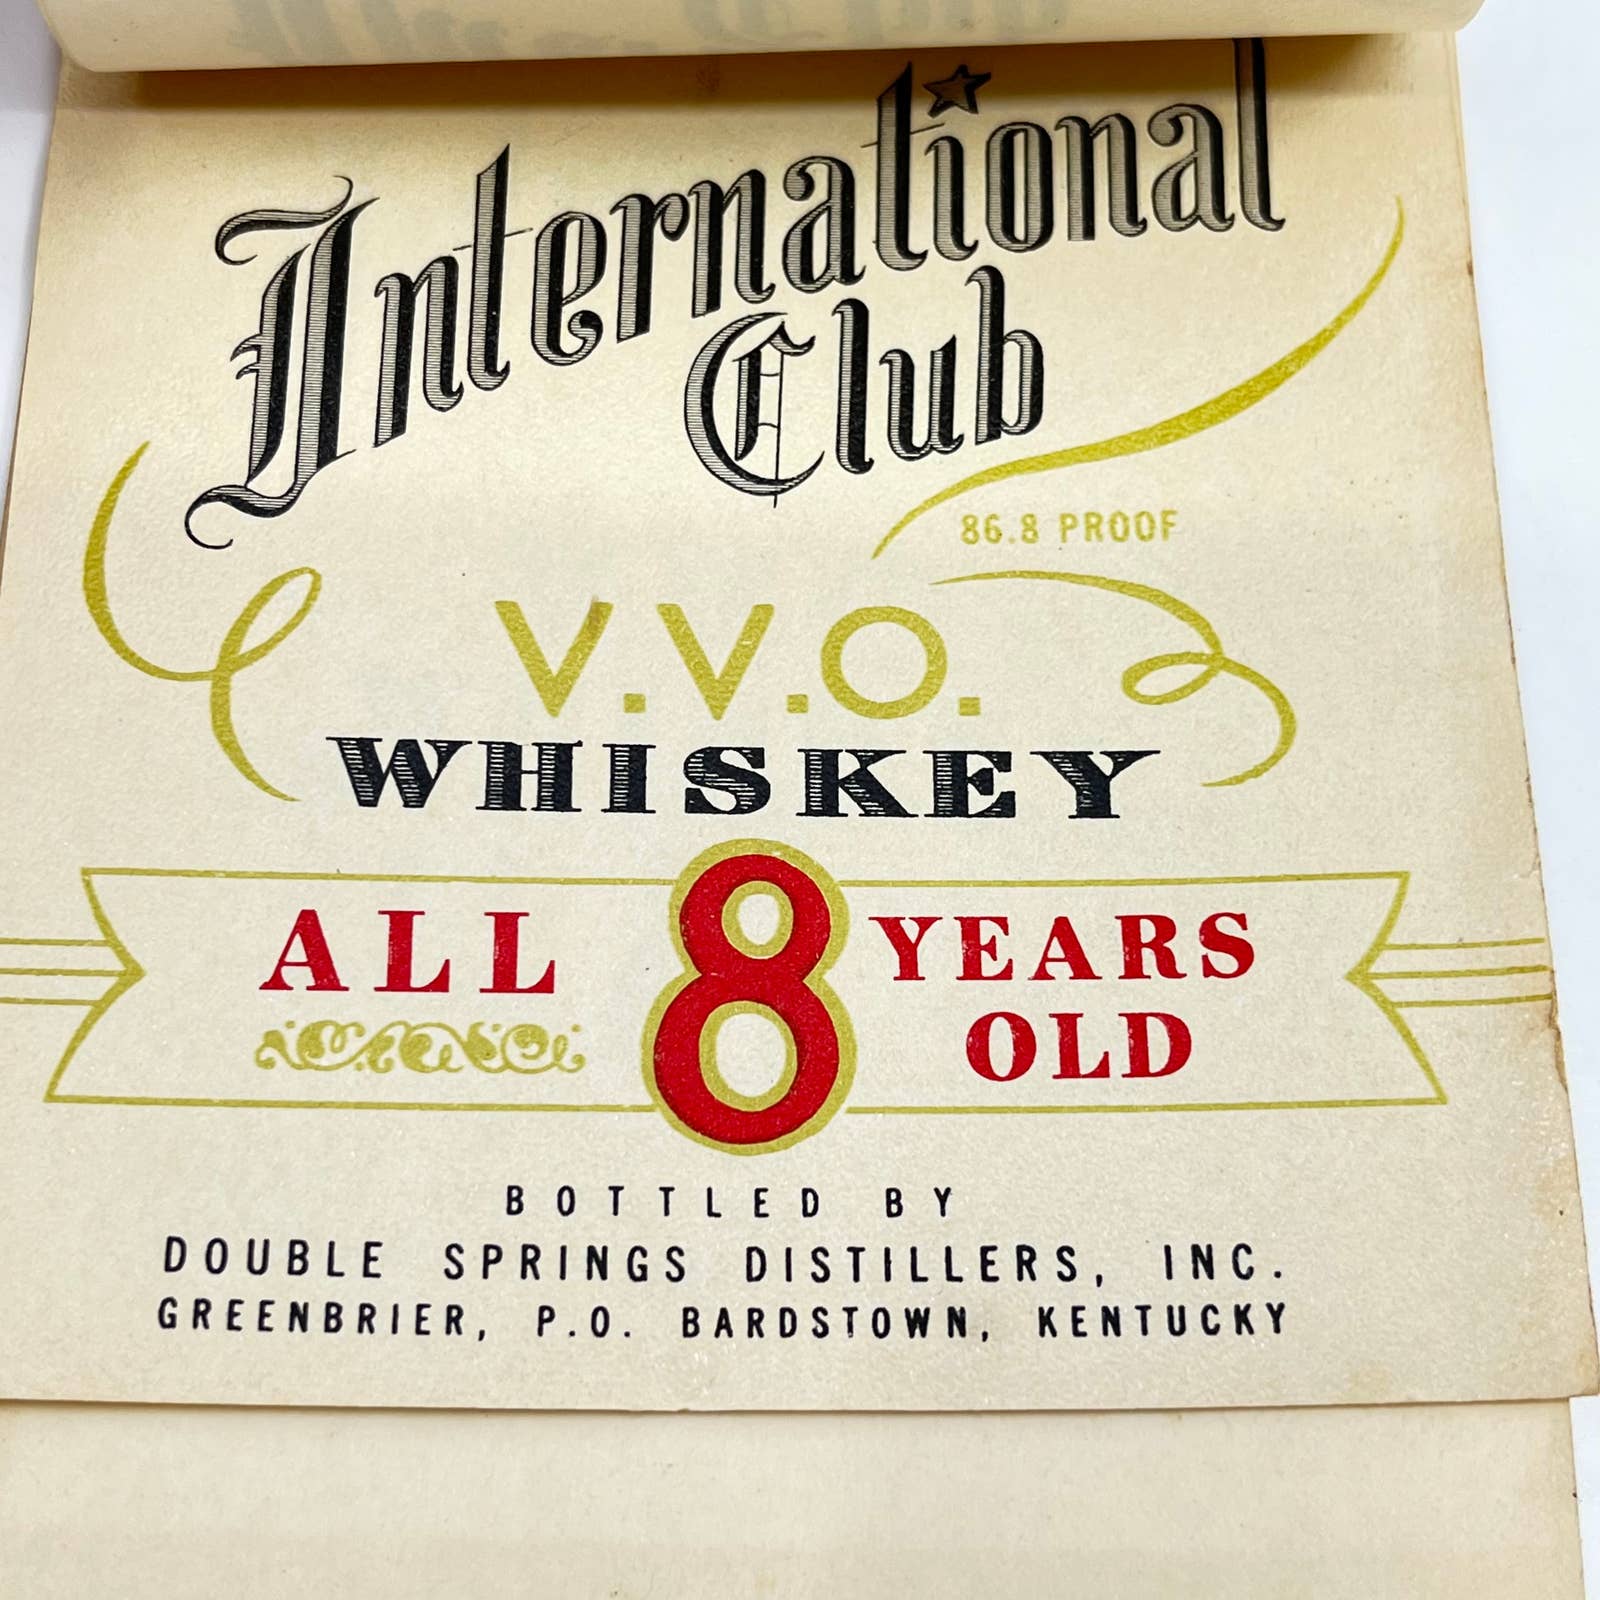 International
Club
86.8 PROOF
V.V.O.
WHISKEY
ALL 8 YEARS
OLD
BOTTLED BY
DOUBLE SPRINGS DISTILLERS, INC.
GREENBRIER, P.O. BARDSTOWN, KENTUCKY